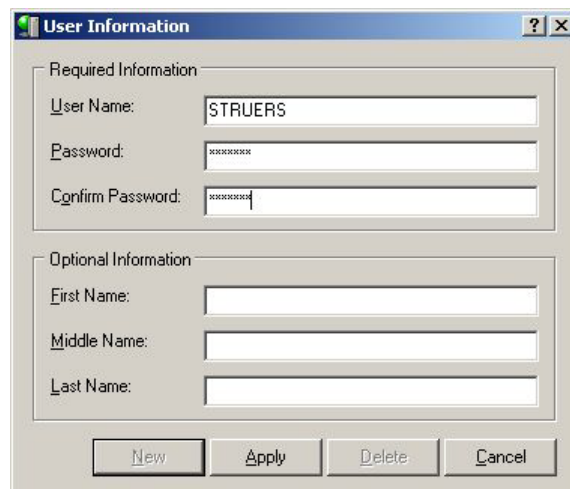 User Information
Required Information
User Name: STRUERS
Password: *******
Confirm Password: *******
Optional Information
First Name:
Middle Name:
Last Name:
New Apply Delete Cancel